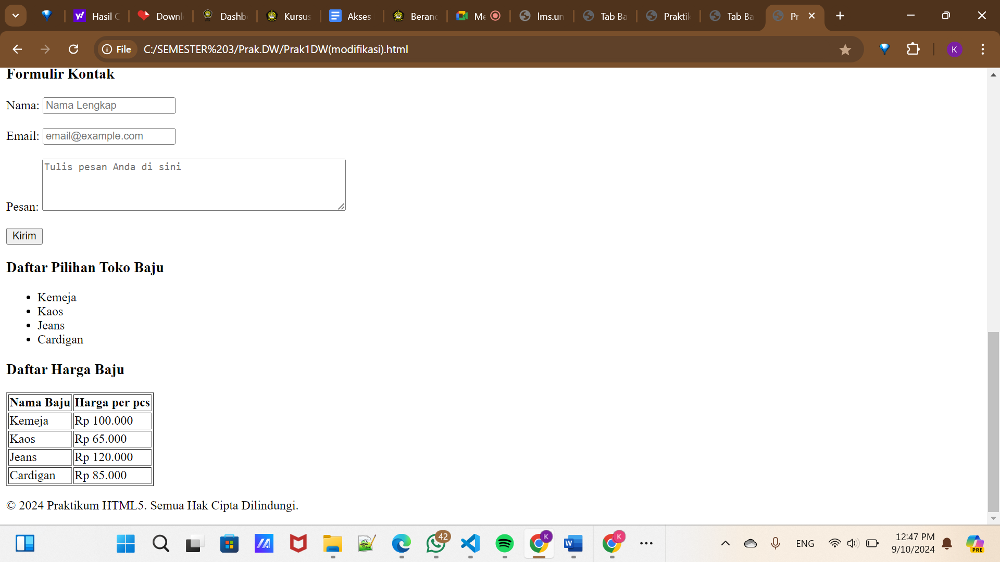 Hasil C
Downl
Dashb
Kursus
Akses
Beran
Me
lms.un
Tab Ba
Praktik
Tab Ba
Pr
File
C:/SEMESTER%203/Prak.DW/Prak1DW(modifikasi).html
K
Formulir Kontak
Nama: Nama Lengkap
Email: email@example.com
Tulis pesan Anda di sini
Pesan:
Kirim
Daftar Pilihan Toko Baju
Kemeja
Kaos
Jeans
Cardigan
Daftar Harga Baju
Nama Baju Harga per pcs
Kemeja Rp 100.000
Kaos Rp 65.000
Jeans Rp 120.000
Cardigan Rp 85.000
© 2024 Praktikum HTML5. Semua Hak Cipta Dilindungi.
42
K
W
K
ENG
12:47 PM
9/10/2024
PRE